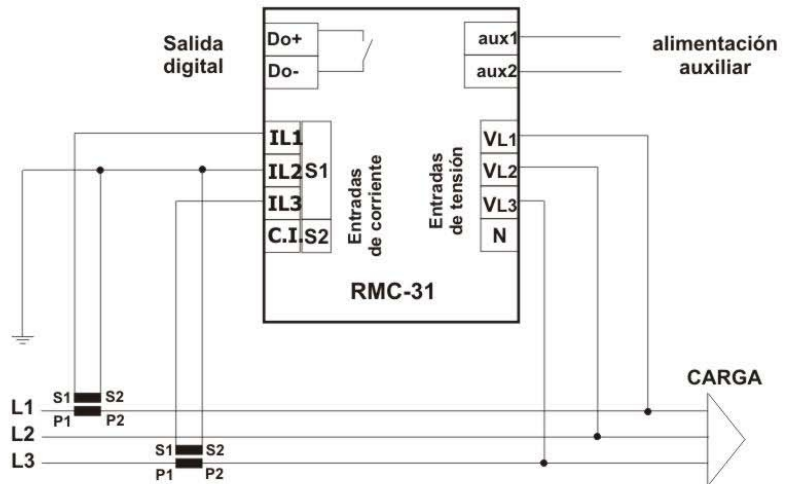 Salida
digital
Do+
Do-
aux1
aux2
alimentación
auxiliar
IL1
IL2
IL3
C.I.
S1
S2
Entradas
de corriente
Entradas
de tensión
VL1
VL2
VL3
N
RMC-31
CARGA
L1
S1
S2
P1
P2
L2
L3
S1
S2
P1
P2